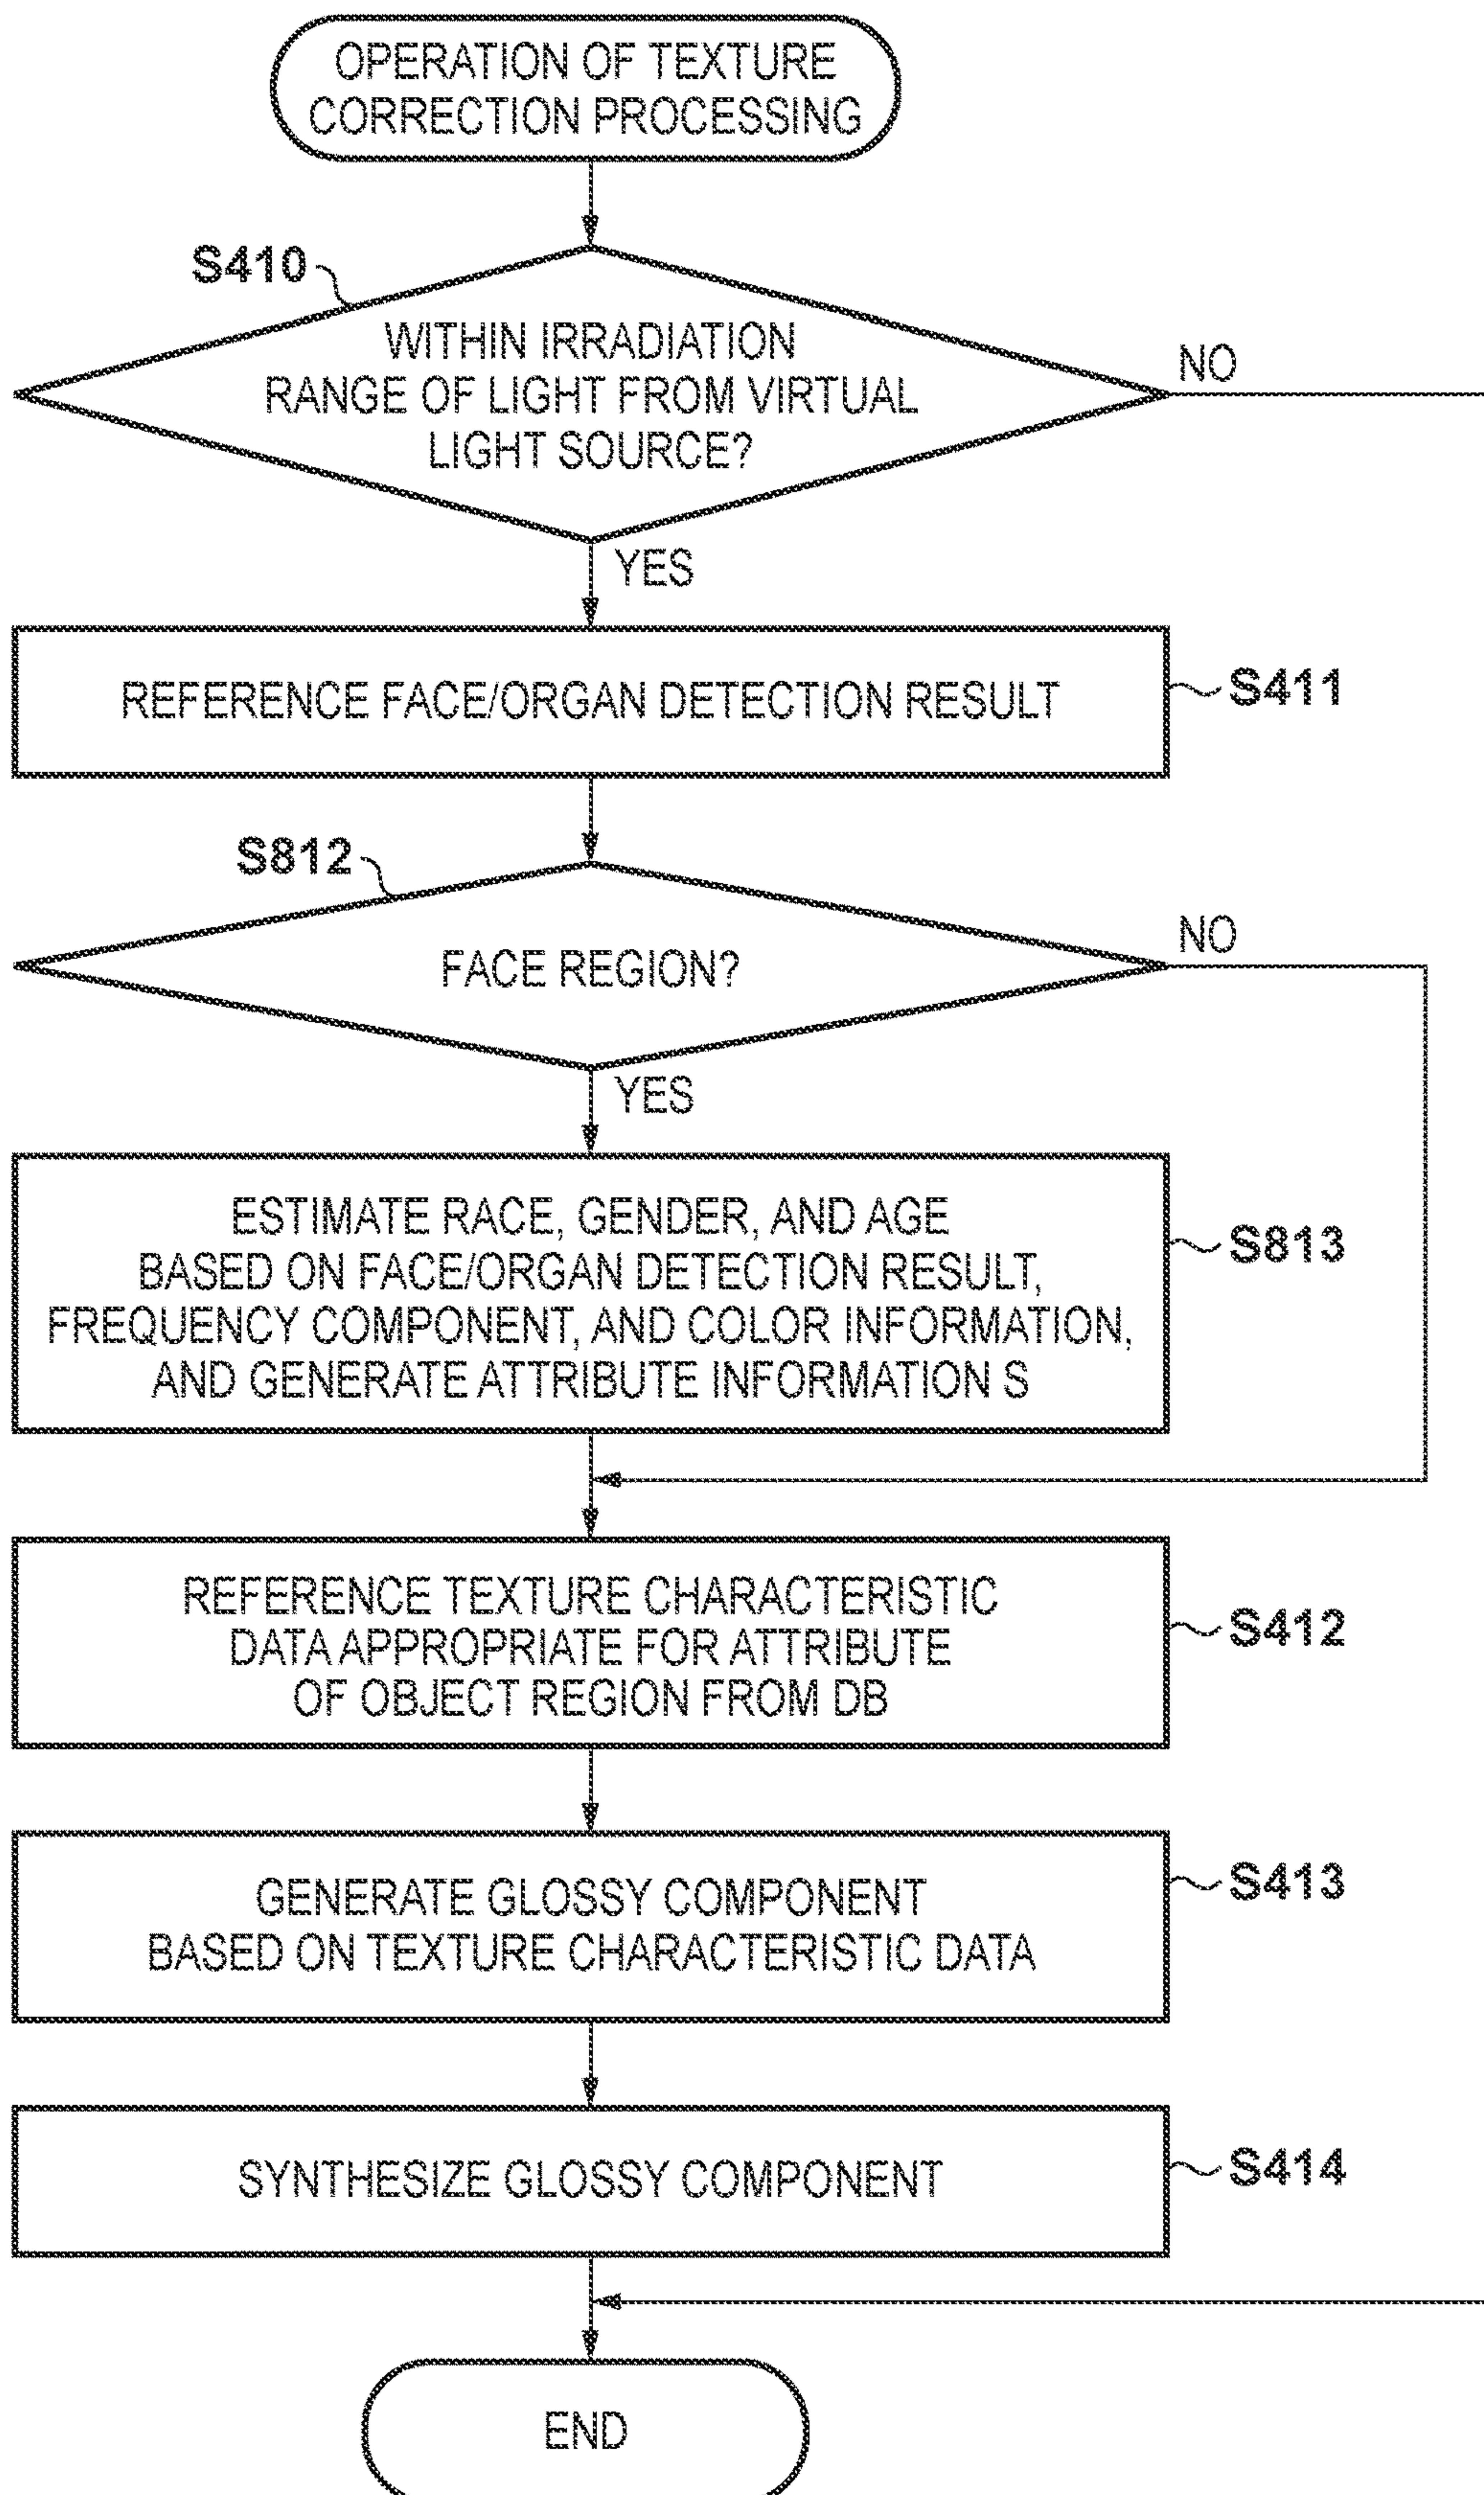 OPERATION OF TEXTURE
CORRECTION PROCESSING
S410
WITHIN IRRADIATION
RANGE OF LIGHT FROM VIRTUAL
LIGHT SOURCE?
NO
YES
REFERENCE FACE/ORGAN DETECTION RESULT
S411
S812
FACE REGION?
NO
YES
ESTIMATE RACE, GENDER, AND AGE
BASED ON FACE/ORGAN DETECTION RESULT,
FREQUENCY COMPONENT, AND COLOR INFORMATION,
AND GENERATE ATTRIBUTE INFORMATION S
S813
REFERENCE TEXTURE CHARACTERISTIC
DATA APPROPRIATE FOR ATTRIBUTE
OF OBJECT REGION FROM DB
S412
GENERATE GLOSSY COMPONENT
BASED ON TEXTURE CHARACTERISTIC DATA
S413
SYNTHESIZE GLOSSY COMPONENT
S414
END